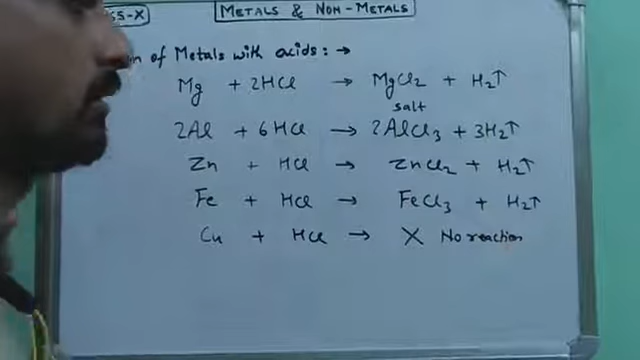 SS-X
METALS & NON-METALS
n of Metals with acids: →
Mg + 2HCl → MgCl₂ + H₂↑
salt
2Al + 6HCl → 2AlCl₃ + 3H₂↑
Zn + HCl → ZnCl₂ + H₂↑
Fe + HCl → FeCl₃ + H₂↑
Cu + HCl → X No reaction